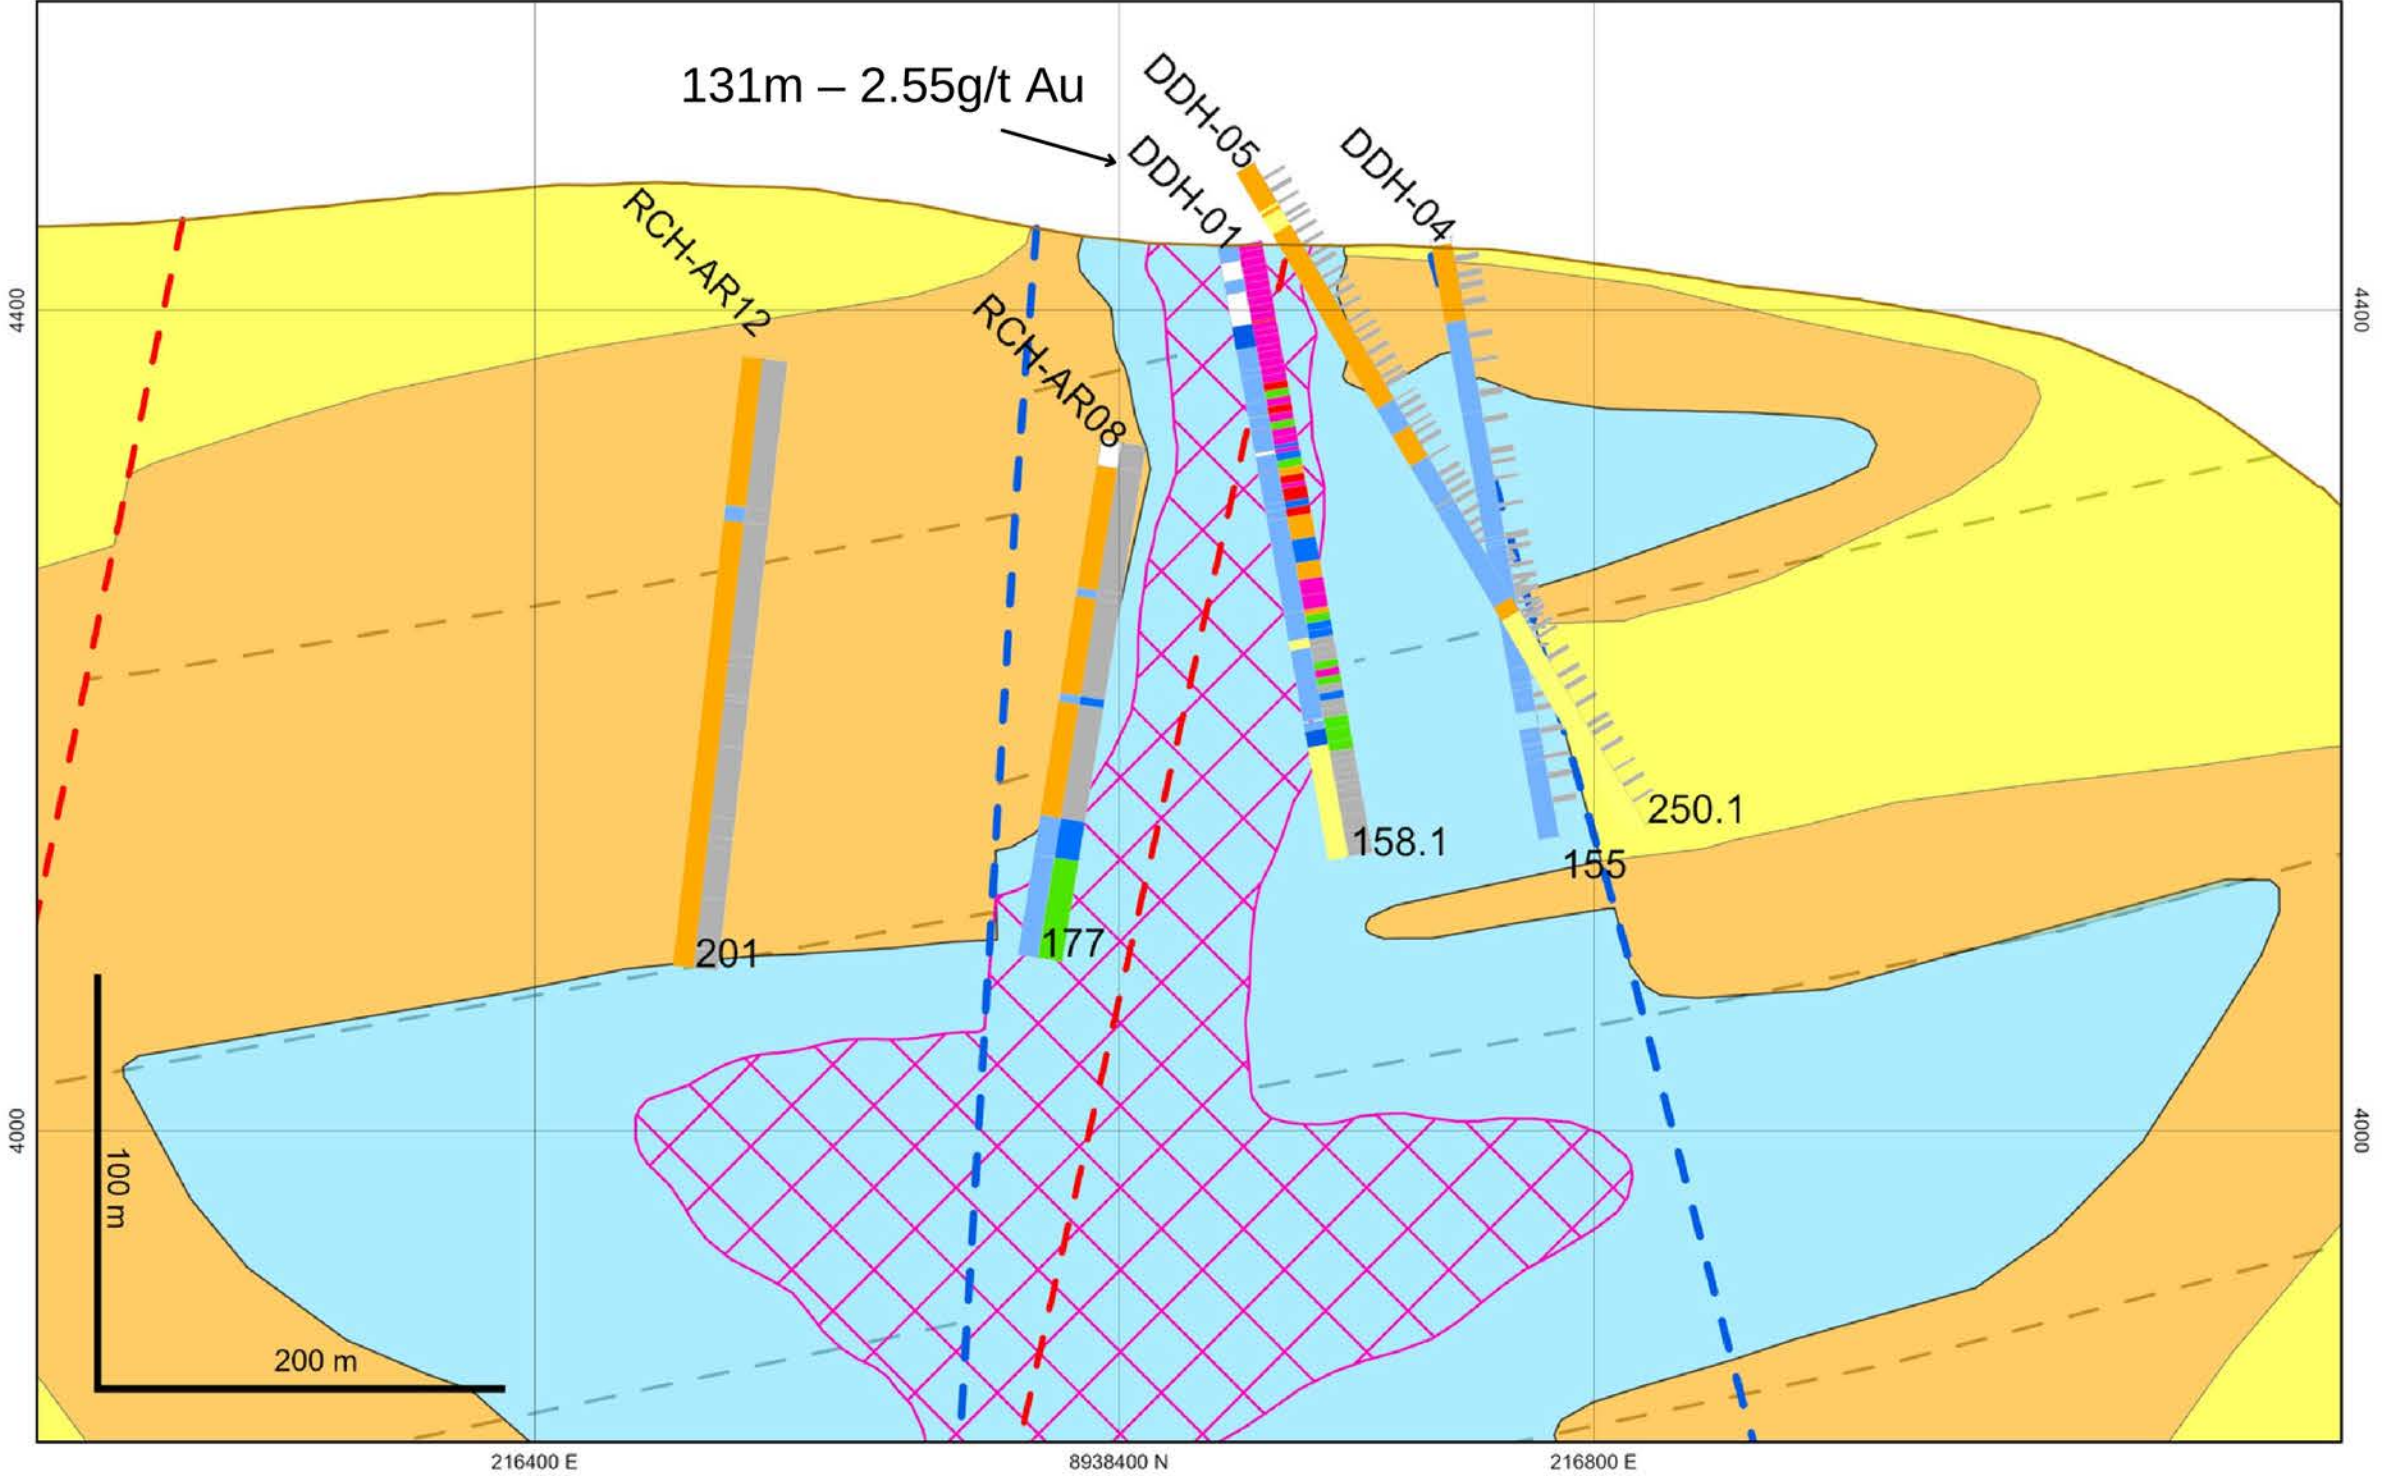 131m – 2.55g/t Au
DDH-05
DDH-01
DDH-04
RCH-AR12
RCH-AR08
4400
4400
250.1
158.1
155
177
201
4000
4000
100 m
200 m
216400 E
8938400 N
216800 E